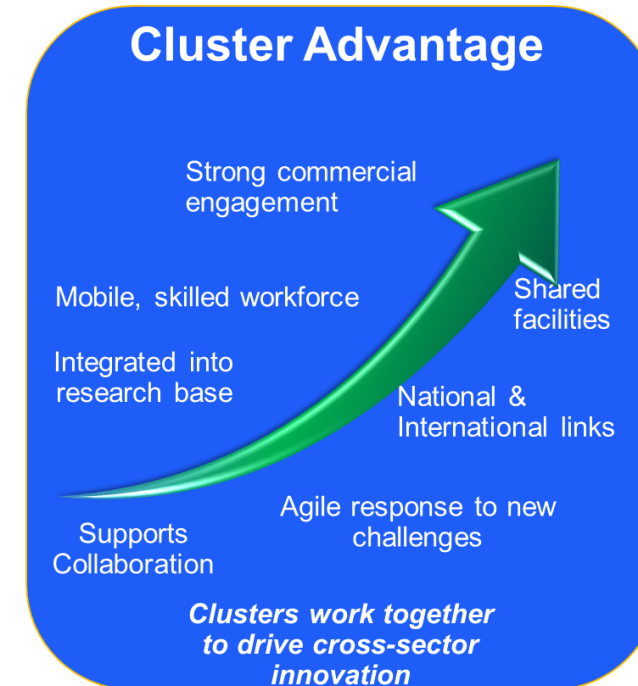 Cluster Advantage
Strong commercial
engagement
Mobile, skilled workforce
Shared
facilities
Integrated into
research base
National &
International links
Agile response to new
challenges
Supports
Collaboration
Clusters work together
to drive cross-sector
innovation